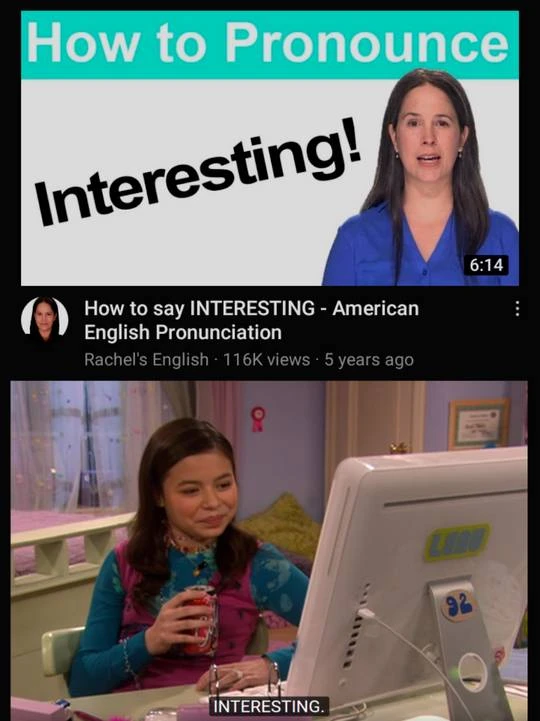 How to Pronounce
Interesting!
6:14
How to say INTERESTING - American
English Pronunciation
Rachel's English · 116K views · 5 years ago
92
INTERESTING.